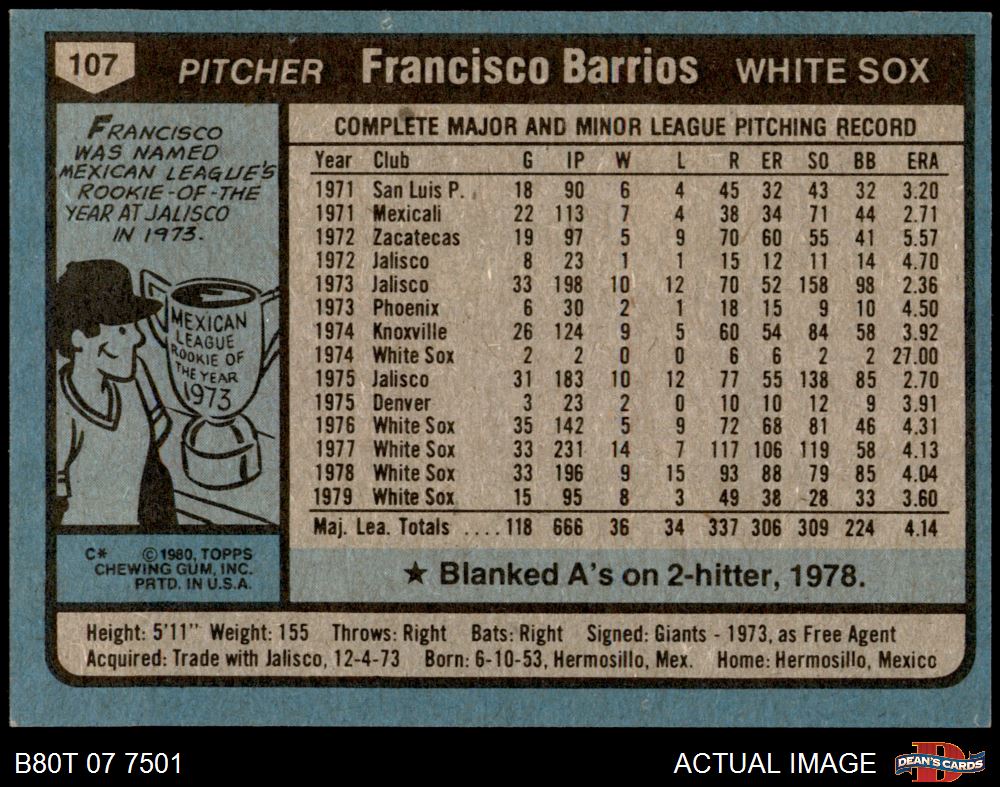 107 PITCHER Francisco Barrios WHITE SOX
FRANCISCO
WAS NAMED
MEXICAN LEAGUE'S
ROOKIE-OF-THE
YEAR AT JALISCO
IN 1973.
MEXICAN
LEAGUE
ROOKIE OF
THE YEAR
1973
C* © 1980, TOPPS
CHEWING GUM, INC.
PRTD. IN U.S.A.
COMPLETE MAJOR AND MINOR LEAGUE PITCHING RECORD
Year Club G IP W L R ER SO BB ERA
1971 San Luis P. 18 90 6 4 45 32 43 32 3.20
1971 Mexicali 22 113 7 4 38 34 71 44 2.71
1972 Zacatecas 19 97 5 9 70 60 55 41 5.57
1972 Jalisco 8 23 1 1 15 12 11 14 4.70
1973 Jalisco 33 198 10 12 70 52 158 98 2.36
1973 Phoenix 6 30 2 1 18 15 9 10 4.50
1974 Knoxville 26 124 9 5 60 54 84 58 3.92
1974 White Sox 2 2 0 0 6 6 2 2 27.00
1975 Jalisco 31 183 10 12 77 55 138 85 2.70
1975 Denver 3 23 2 0 10 10 12 9 3.91
1976 White Sox 35 142 5 9 72 68 81 46 4.31
1977 White Sox 33 231 14 7 117 106 119 58 4.13
1978 White Sox 33 196 9 15 93 88 79 85 4.04
1979 White Sox 15 95 8 3 49 38 28 33 3.60
Maj. Lea. Totals ....118 666 36 34 337 306 309 224 4.14
★ Blanked A's on 2-hitter, 1978.
Height: 5'11" Weight: 155 Throws: Right Bats: Right Signed: Giants - 1973, as Free Agent
Acquired: Trade with Jalisco, 12-4-73 Born: 6-10-53, Hermosillo, Mex. Home: Hermosillo, Mexico
B80T 07 7501 ACTUAL IMAGE DEAN'S CARDS